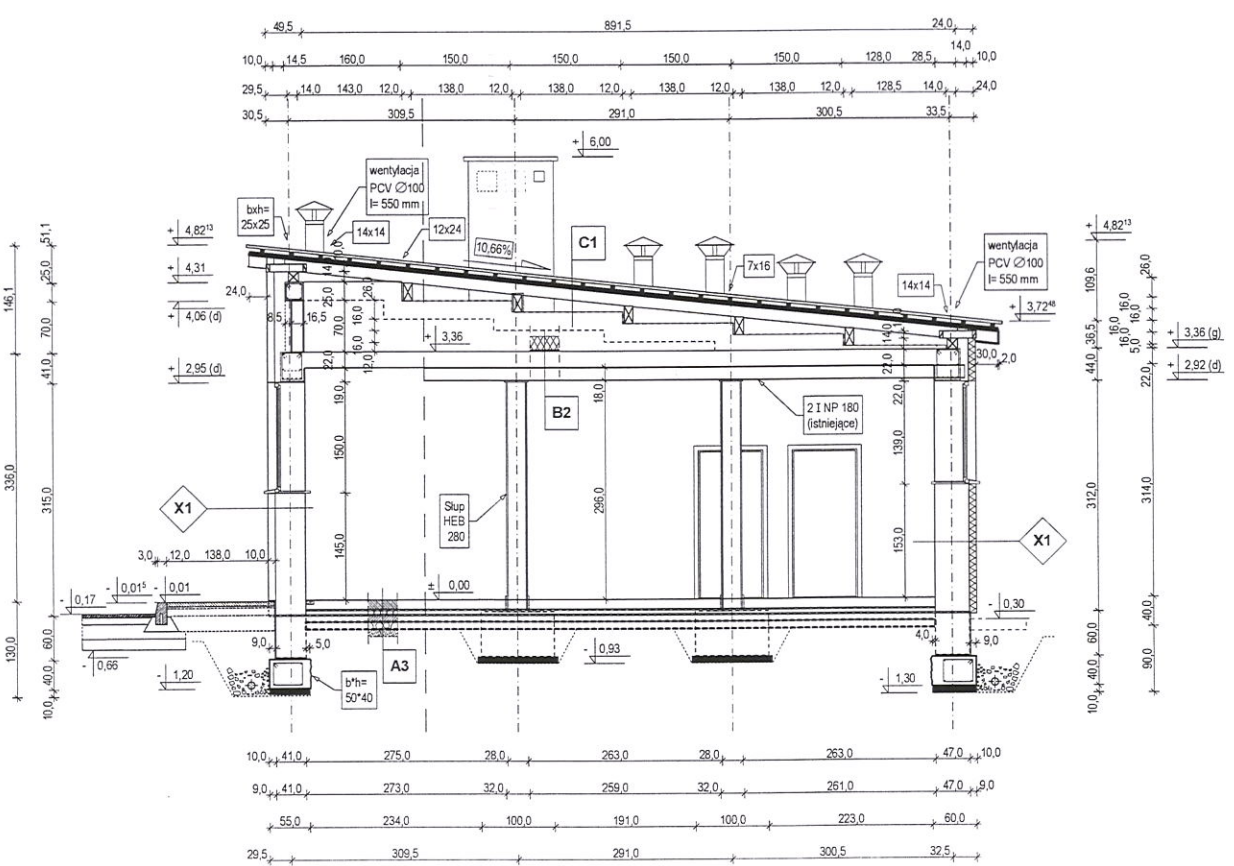 49,5 891,5 24,0
10,0 14,5 160,0 150,0 150,0 150,0 150,0 128,0 28,5 14,0 10,0
29,5 14,0 143,0 12,0 138,0 12,0 138,0 12,0 138,0 12,0 138,0 12,0 128,5 14,0 24,0
30,5 309,5 291,0 300,5 33,5
+ 6,00
wentylacja
PCV ∅100
l= 550 mm
bxh=
25x25
14x14
12x24
10,66%
C1
7x16
14x14
wentylacja
PCV ∅100
l= 550 mm
+ 4,82¹³
+ 4,31
+ 4,06 (d)
+ 2,95 (d)
+ 4,82¹³
+ 3,72⁴⁸
+ 3,36 (g)
+ 2,92 (d)
146,1
336,0
130,0
51,1
25,0
70,0
41,0
315,0
60,0
40,0
10,0
24,0
8,5 16,5
25,0
70,0
22,0
19,0
150,0
145,0
26,0
16,0
16,0
12,0
+ 3,36
B2
18,0
296,0
2 I NP 180
(istniejące)
Słup
HEB
280
X1
X1
22,0
22,0
139,0
153,0
30,0
2,0
109,6
36,5
44,0
312,0
60,0
40,0
10,0
26,0
16,0
16,0
16,0
5,0
22,0
314,0
40,0
90,0
3,0 12,0 138,0 10,0
- 0,17
- 0,01⁵
- 0,01
± 0,00
- 0,30
- 0,66
- 1,20
- 0,93
- 1,30
9,0 5,0
4,0 9,0
A3
b*h=
50*40
10,0 41,0 275,0 28,0 263,0 28,0 263,0 47,0 10,0
9,0 41,0 273,0 32,0 259,0 32,0 261,0 47,0 9,0
55,0 234,0 100,0 191,0 100,0 223,0 60,0
29,5 309,5 291,0 300,5 32,5